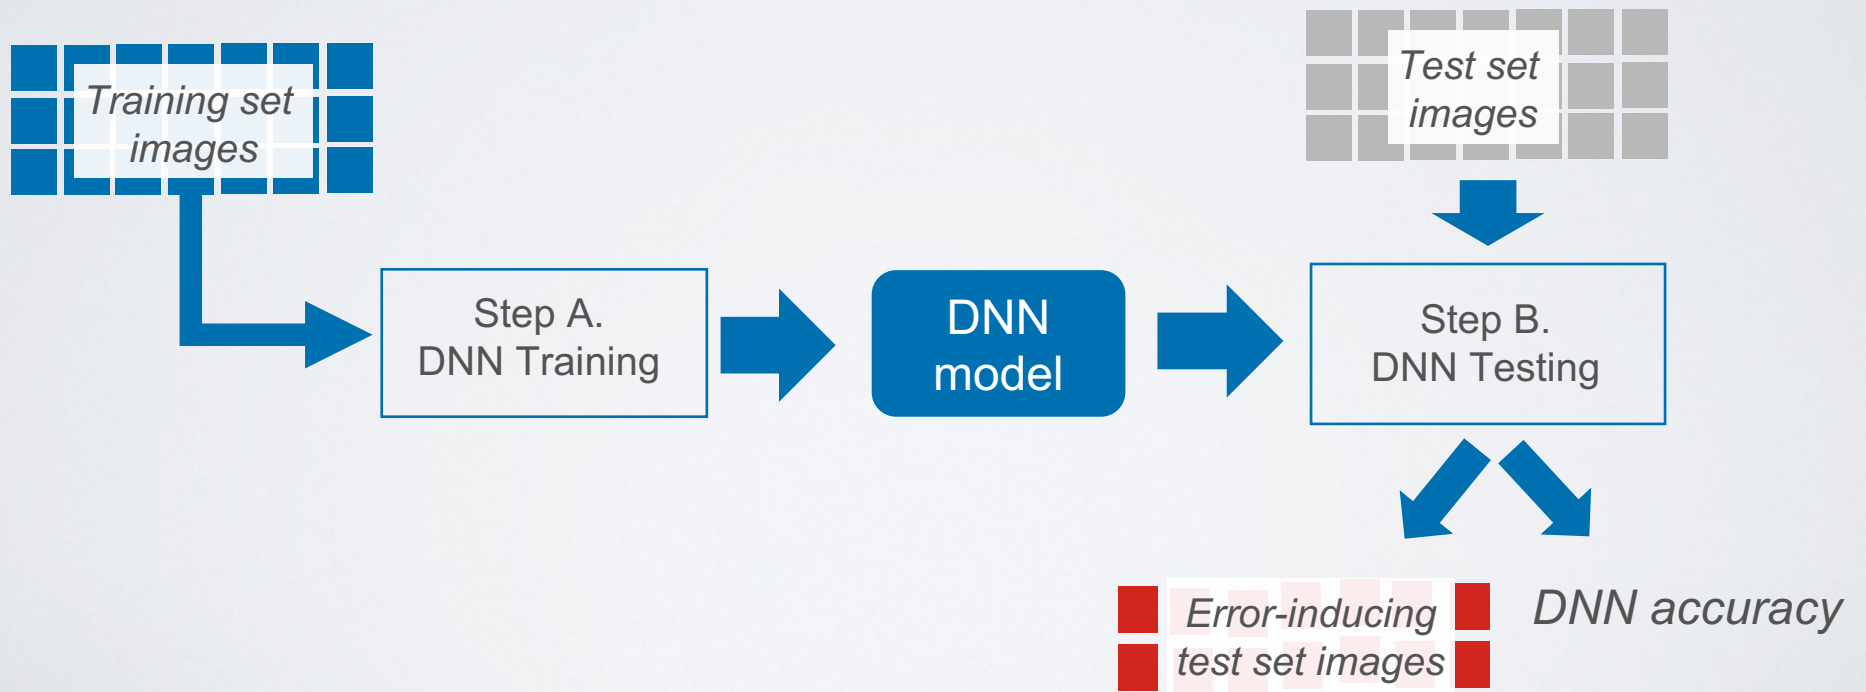 Training set
images
Test set
images
Step A.
DNN Training
DNN
model
Step B.
DNN Testing
Error-inducing
test set images
DNN accuracy